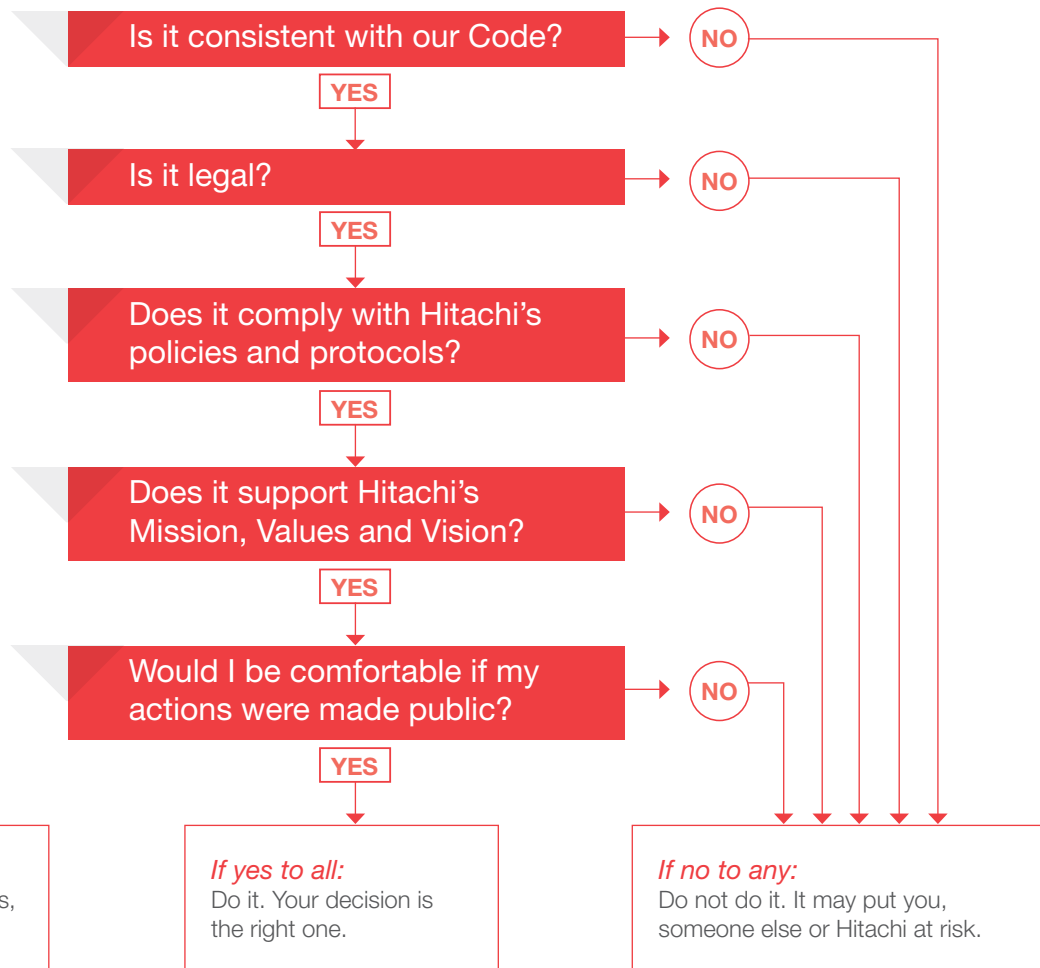 Is it consistent with our Code?
NO
YES
Is it legal?
NO
YES
Does it comply with Hitachi’s
policies and protocols?
NO
YES
Does it support Hitachi’s
Mission, Values and Vision?
NO
YES
Would I be comfortable if my
actions were made public?
NO
YES
s,
If yes to all:
Do it. Your decision is
the right one.
If no to any:
Do not do it. It may put you,
someone else or Hitachi at risk.